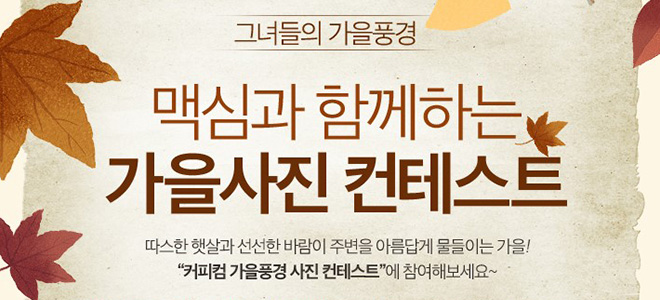 그녀들의 가을풍경
맥심과 함께하는
가을사진 컨테스트
따스한 햇살과 선선한 바람이 주변을 아름답게 물들이는 가을!
“커피컴 가을풍경 사진 컨테스트”에 참여해보세요~